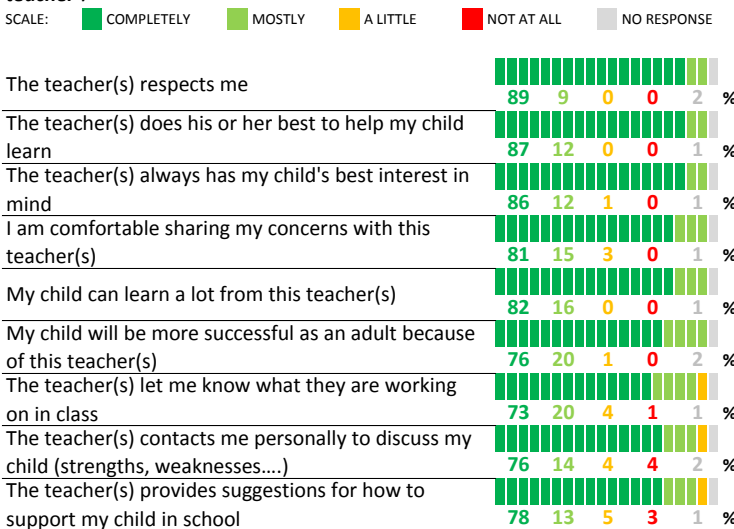 SCALE: COMPLETELY MOSTLY A LITTLE NOT AT ALL NO RESPONSE
The teacher(s) respects me
89 9 0 0 2 %
The teacher(s) does his or her best to help my child
learn
87 12 0 0 1 %
The teacher(s) always has my child's best interest in
mind
86 12 1 0 1 %
I am comfortable sharing my concerns with this
teacher(s)
81 15 3 0 1 %
My child can learn a lot from this teacher(s)
82 16 0 0 1 %
My child will be more successful as an adult because
of this teacher(s)
76 20 1 0 2 %
The teacher(s) let me know what they are working
on in class
73 20 4 1 1 %
The teacher(s) contacts me personally to discuss my
child (strengths, weaknesses....)
76 14 4 4 2 %
The teacher(s) provides suggestions for how to
support my child in school
78 13 5 3 1 %